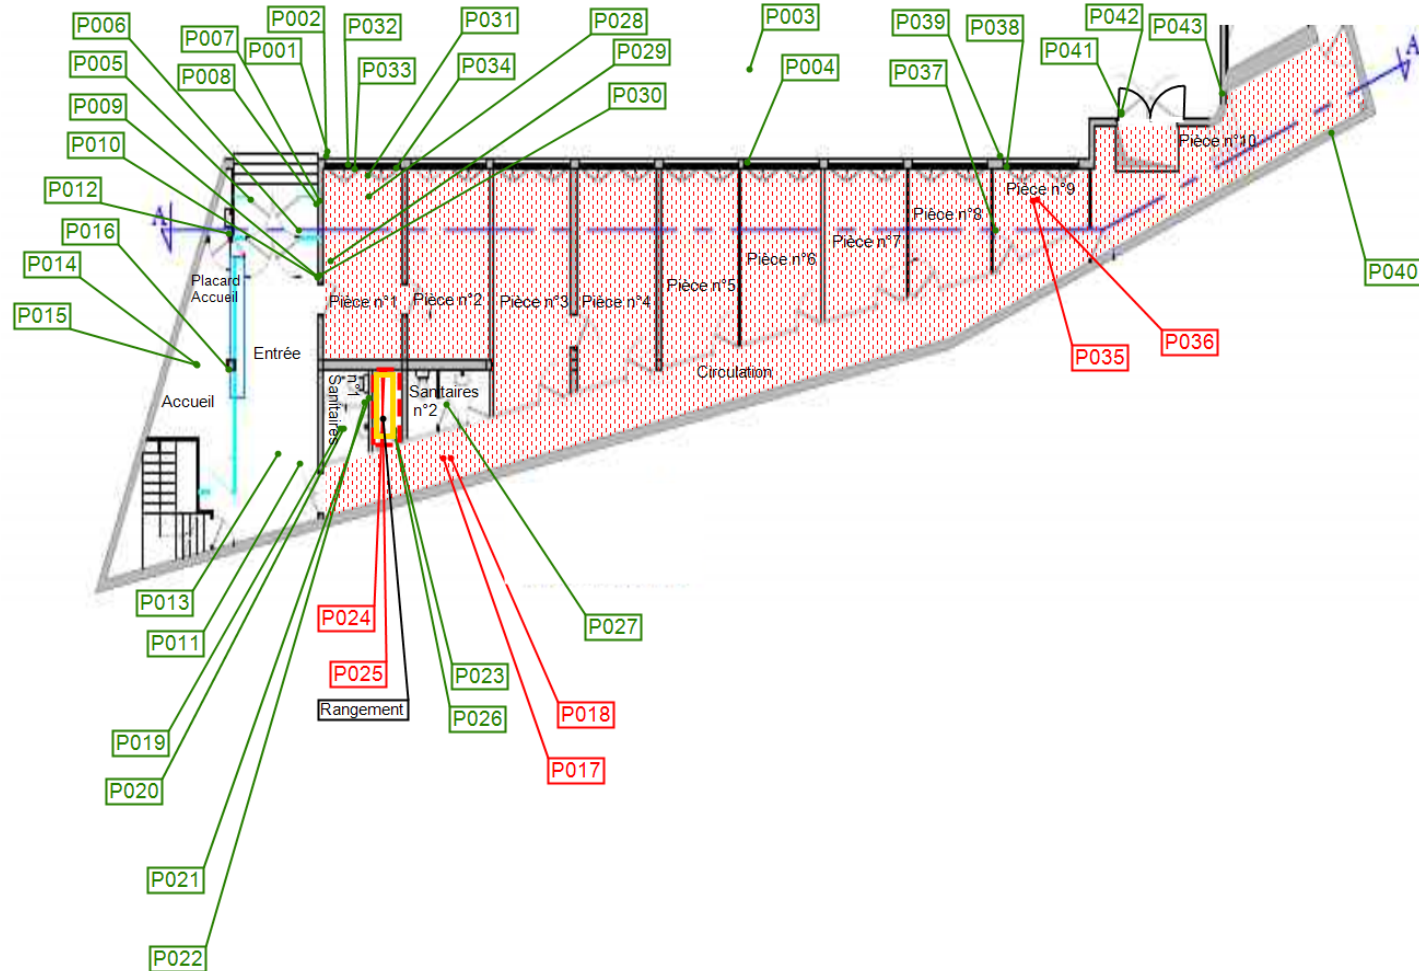 P006
P002
P032
P031
P028
P003
P039
P038
P042
P043
P007
P001
P029
P041
A
P005
P008
P033
P034
P004
P037
P009
P030
P010
Pièce n°10
P012
Pièce n°9
A
P016
Pièce n°8
Pièce n°7
P014
Pièce n°6
P040
Placard
Accueil
Pièce n°1
Pièce n°2
Pièce n°3
Pièce n°4
Pièce n°5
P015
P036
Entrée
P035
Circulation
Sanitaires
n°1
Sanitaires
n°2
Accueil
P013
P024
P027
P011
P025
P023
Rangement
P026
P018
P019
P017
P020
P021
P022